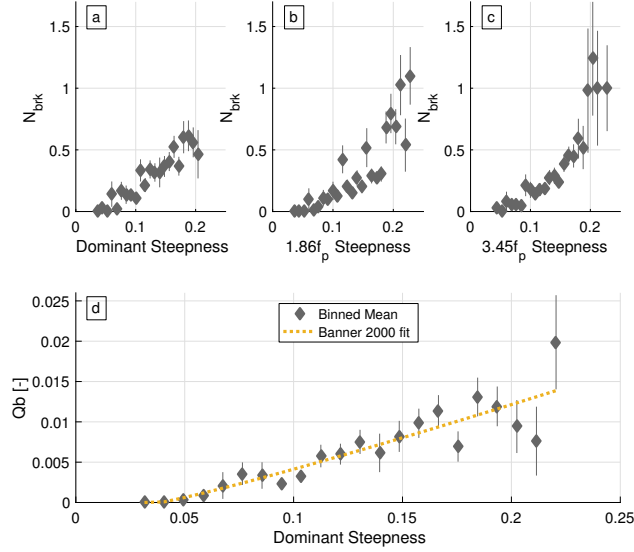 a
b
c
1.5
1
0.5
0
N_brk
0
0.1
0.2
Dominant Steepness
1.5
1
0.5
0
N_brk
0
0.1
0.2
1.86f_p Steepness
1.5
1
0.5
0
N_brk
0
0.1
0.2
3.45f_p Steepness
d
0.025
0.02
0.015
0.01
0.005
0
Qb [-]
Binned Mean
Banner 2000 fit
0
0.05
0.1
0.15
0.2
0.25
Dominant Steepness